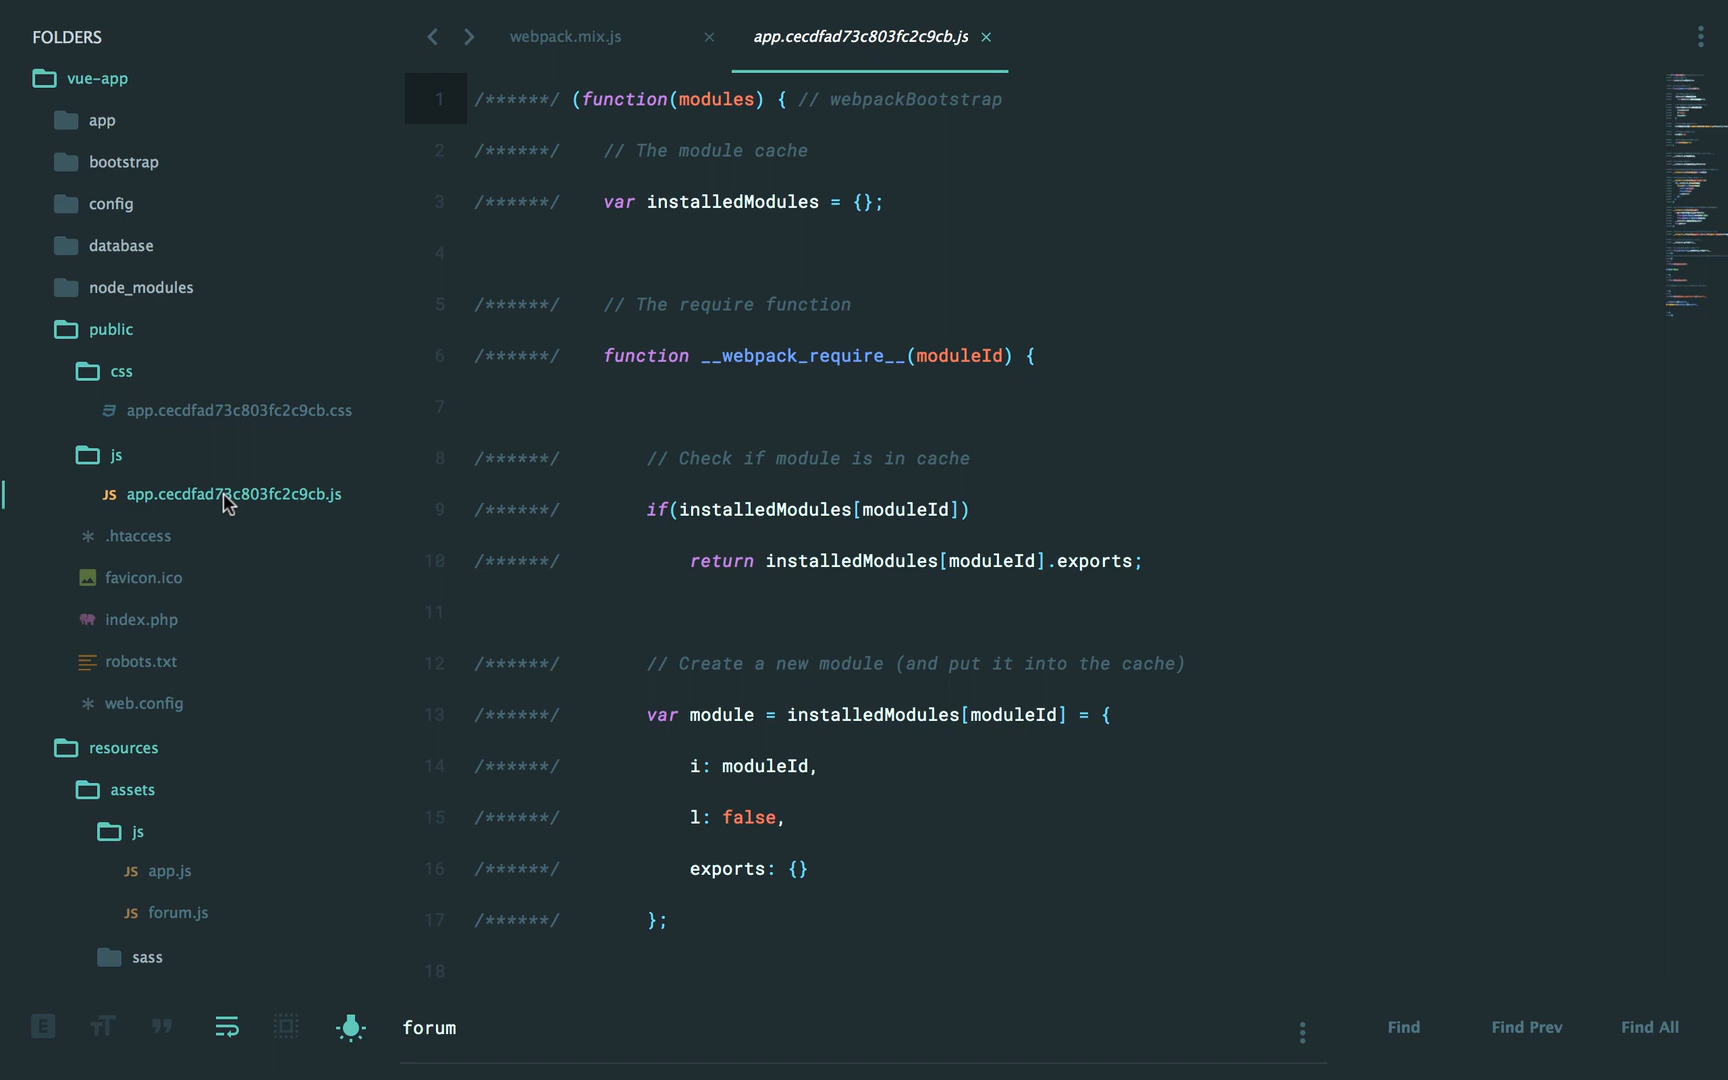 FOLDERS
vue-app
app
bootstrap
config
database
node_modules
public
css
app.cecdfad73c803fc2c9cb.css
js
JS app.cecdfad73c803fc2c9cb.js
.htaccess
favicon.ico
index.php
robots.txt
web.config
resources
assets
js
JS app.js
JS forum.js
sass
webpack.mix.js × app.cecdfad73c803fc2c9cb.js ×
1 /******/ (function(modules) { // webpackBootstrap
2 /******/ // The module cache
3 /******/ var installedModules = {};
4
5 /******/ // The require function
6 /******/ function __webpack_require__(moduleId) {
7
8 /******/ // Check if module is in cache
9 /******/ if(installedModules[moduleId])
10 /******/ return installedModules[moduleId].exports;
11
12 /******/ // Create a new module (and put it into the cache)
13 /******/ var module = installedModules[moduleId] = {
14 /******/ i: moduleId,
15 /******/ l: false,
16 /******/ exports: {}
17 /******/ };
18
forum
Find Find Prev Find All